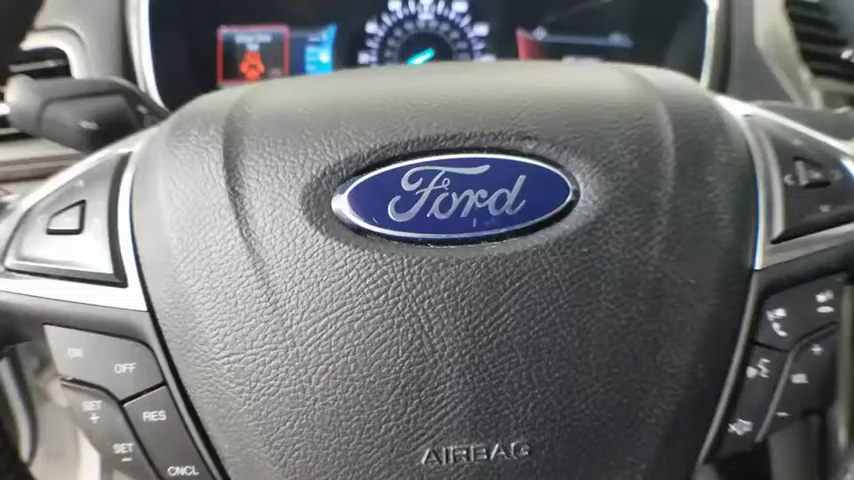 Ford
ON
OFF
SET
+
RES
SET
-
CNCL
+
-
AIRBAG